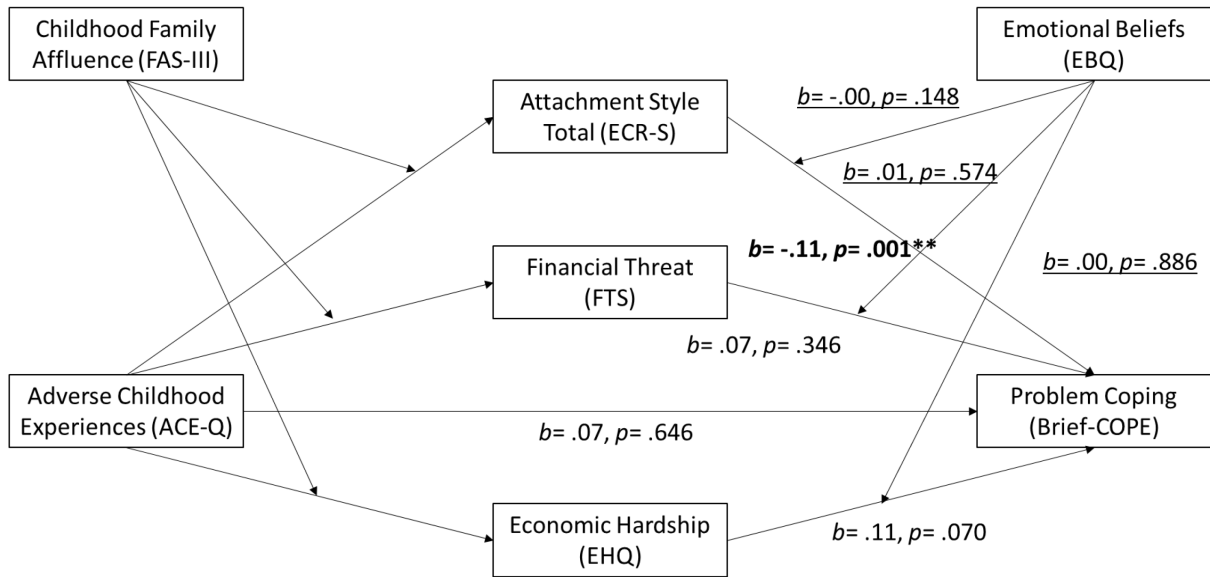 Childhood Family
Affluence (FAS-III)
Emotional Beliefs
(EBQ)
Attachment Style
Total (ECR-S)
b= -.00, p= .148
b= .01, p= .574
b= -.11, p= .001**
b= .00, p= .886
Financial Threat
(FTS)
b= .07, p= .346
Adverse Childhood
Experiences (ACE-Q)
Problem Coping
(Brief-COPE)
b= .07, p= .646
Economic Hardship
(EHQ)
b= .11, p= .070